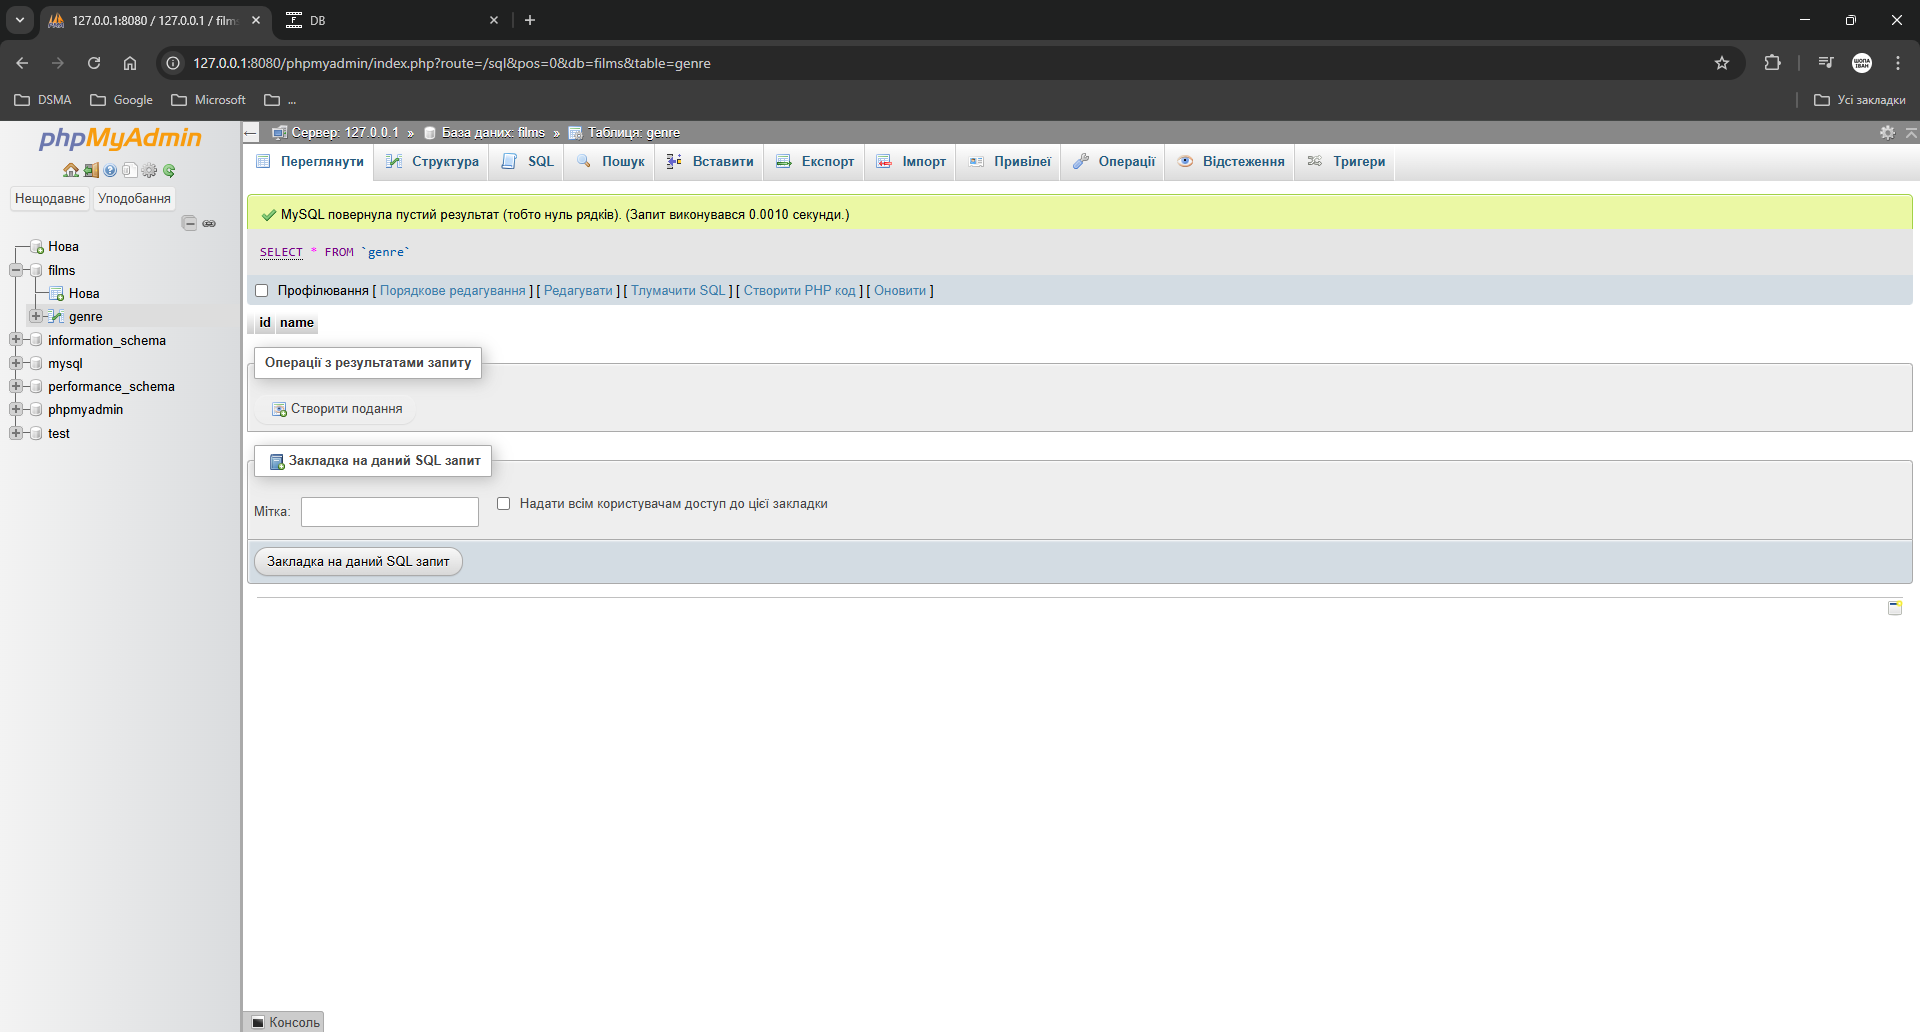 127.0.0.1:8080 / 127.0.0.1 / film
DB
127.0.0.1:8080/phpmyadmin/index.php?route=/sql&pos=0&db=films&table=genre
ШОПА
ІВАН
DSMA
Google
Microsoft
...
Усі закладки
phpMyAdmin
Нещодавнє
Уподобання
Нова
films
Нова
genre
information_schema
mysql
performance_schema
phpmyadmin
test
Сервер: 127.0.0.1 » База даних: films » Таблиця: genre
Переглянути
Структура
SQL
Пошук
Вставити
Експорт
Імпорт
Привілеї
Операції
Відстеження
Тригери
MySQL повернула пустий результат (тобто нуль рядків). (Запит виконувався 0.0010 секунди.)
SELECT * FROM `genre`
Профілювання [ Порядкове редагування ] [ Редагувати ] [ Тлумачити SQL ] [ Створити PHP код ] [ Оновити ]
id name
Операції з результатами запиту
Створити подання
Закладка на даний SQL запит
Мітка:
Надати всім користувачам доступ до цієї закладки
Закладка на даний SQL запит
Консоль